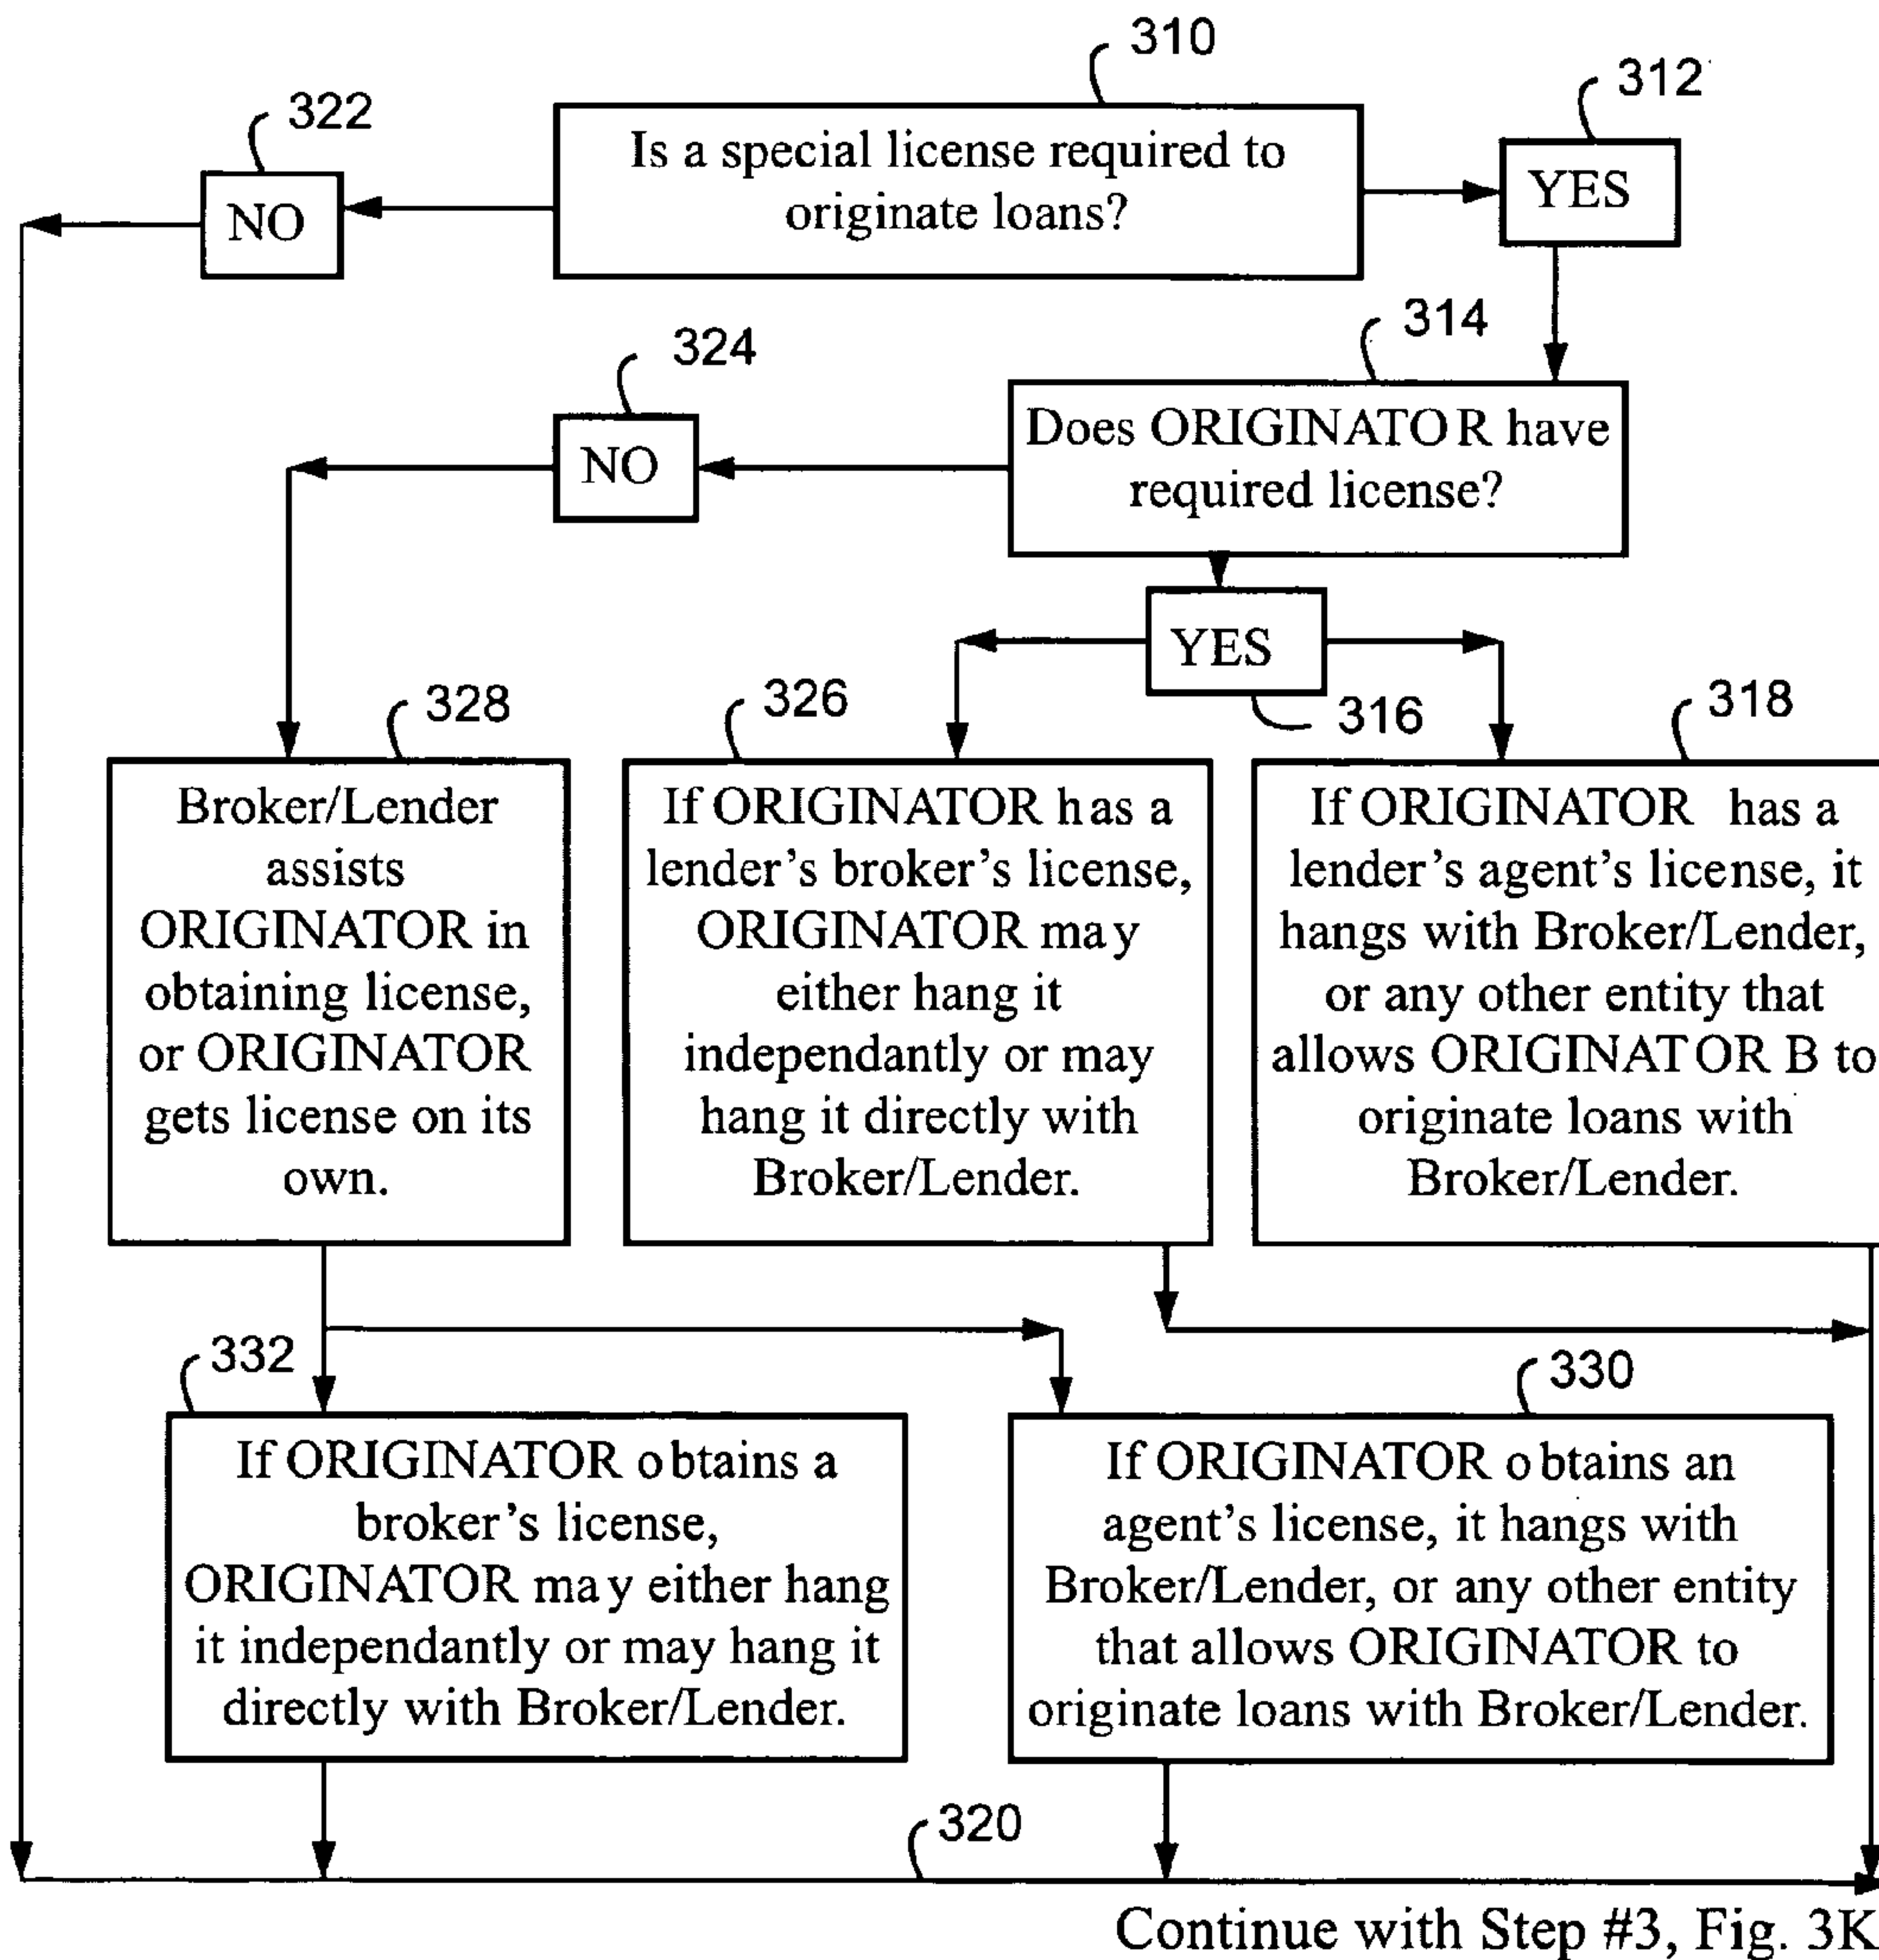 310
312
322
Is a special license required to
originate loans?
YES
NO
314
324
Does ORIGINATOR have
required license?
NO
YES
316
328
326
318
Broker/Lender
assists
ORIGINATOR in
obtaining license,
or ORIGINATOR
gets license on its
own.
If ORIGINATOR has a
lender's broker's license,
ORIGINATOR may
either hang it
independantly or may
hang it directly with
Broker/Lender.
If ORIGINATOR has a
lender's agent's license, it
hangs with Broker/Lender,
or any other entity that
allows ORIGINATOR B to
originate loans with
Broker/Lender.
332
330
If ORIGINATOR obtains a
broker's license,
ORIGINATOR may either hang
it independantly or may hang it
directly with Broker/Lender.
If ORIGINATOR obtains an
agent's license, it hangs with
Broker/Lender, or any other entity
that allows ORIGINATOR to
originate loans with Broker/Lender.
320
Continue with Step #3, Fig. 3K